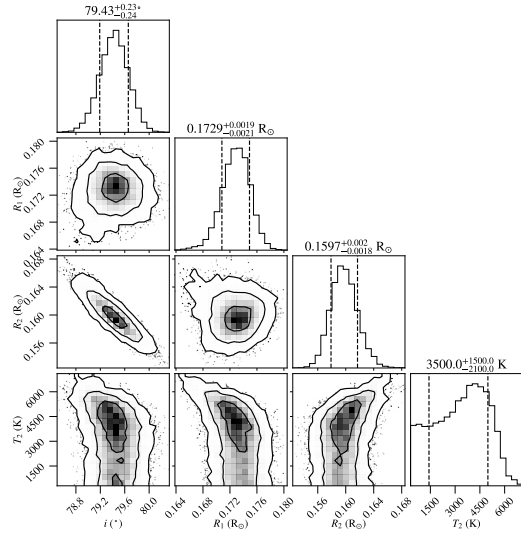 79.43+0.23°−0.24
0.1729+0.0019−0.0021 R⊙
0.1597+0.002−0.0018 R⊙
3500.0+1500.0−2100.0 K
R1 (R⊙)
0.180
0.176
0.172
0.168
0.164
R2 (R⊙)
0.168
0.164
0.160
0.156
T2 (K)
6000
4500
3000
1500
78.8 79.2 79.6 80.0
i (°)
0.164 0.168 0.172 0.176 0.180
R1 (R⊙)
0.156 0.160 0.164 0.168
R2 (R⊙)
1500 3000 4500 6000
T2 (K)